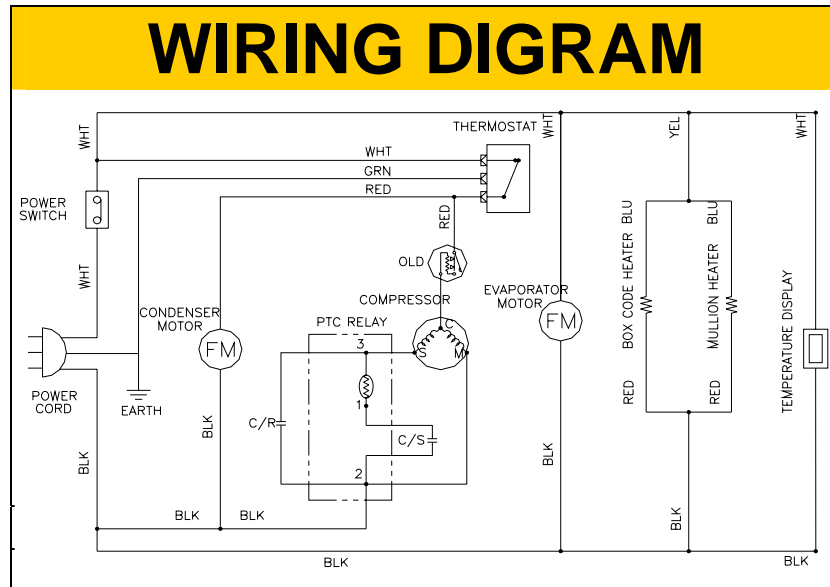 WIRING DIGRAM
THERMOSTAT
WHT
WHT
YEL
WHT
WHT
GRN
RED
POWER
SWITCH
RED
BLU
BLU
WHT
OLD
COMPRESSOR
EVAPORATOR
MOTOR
BOX CODE HEATER
MULLION HEATER
TEMPERATURE DISPLAY
CONDENSER
MOTOR
PTC RELAY
C
FM
FM
3
S
M
POWER
CORD
EARTH
1
RED
RED
C/R
C/S
BLK
BLK
BLK
2
BLK
BLK
BLK
BLK
BLK